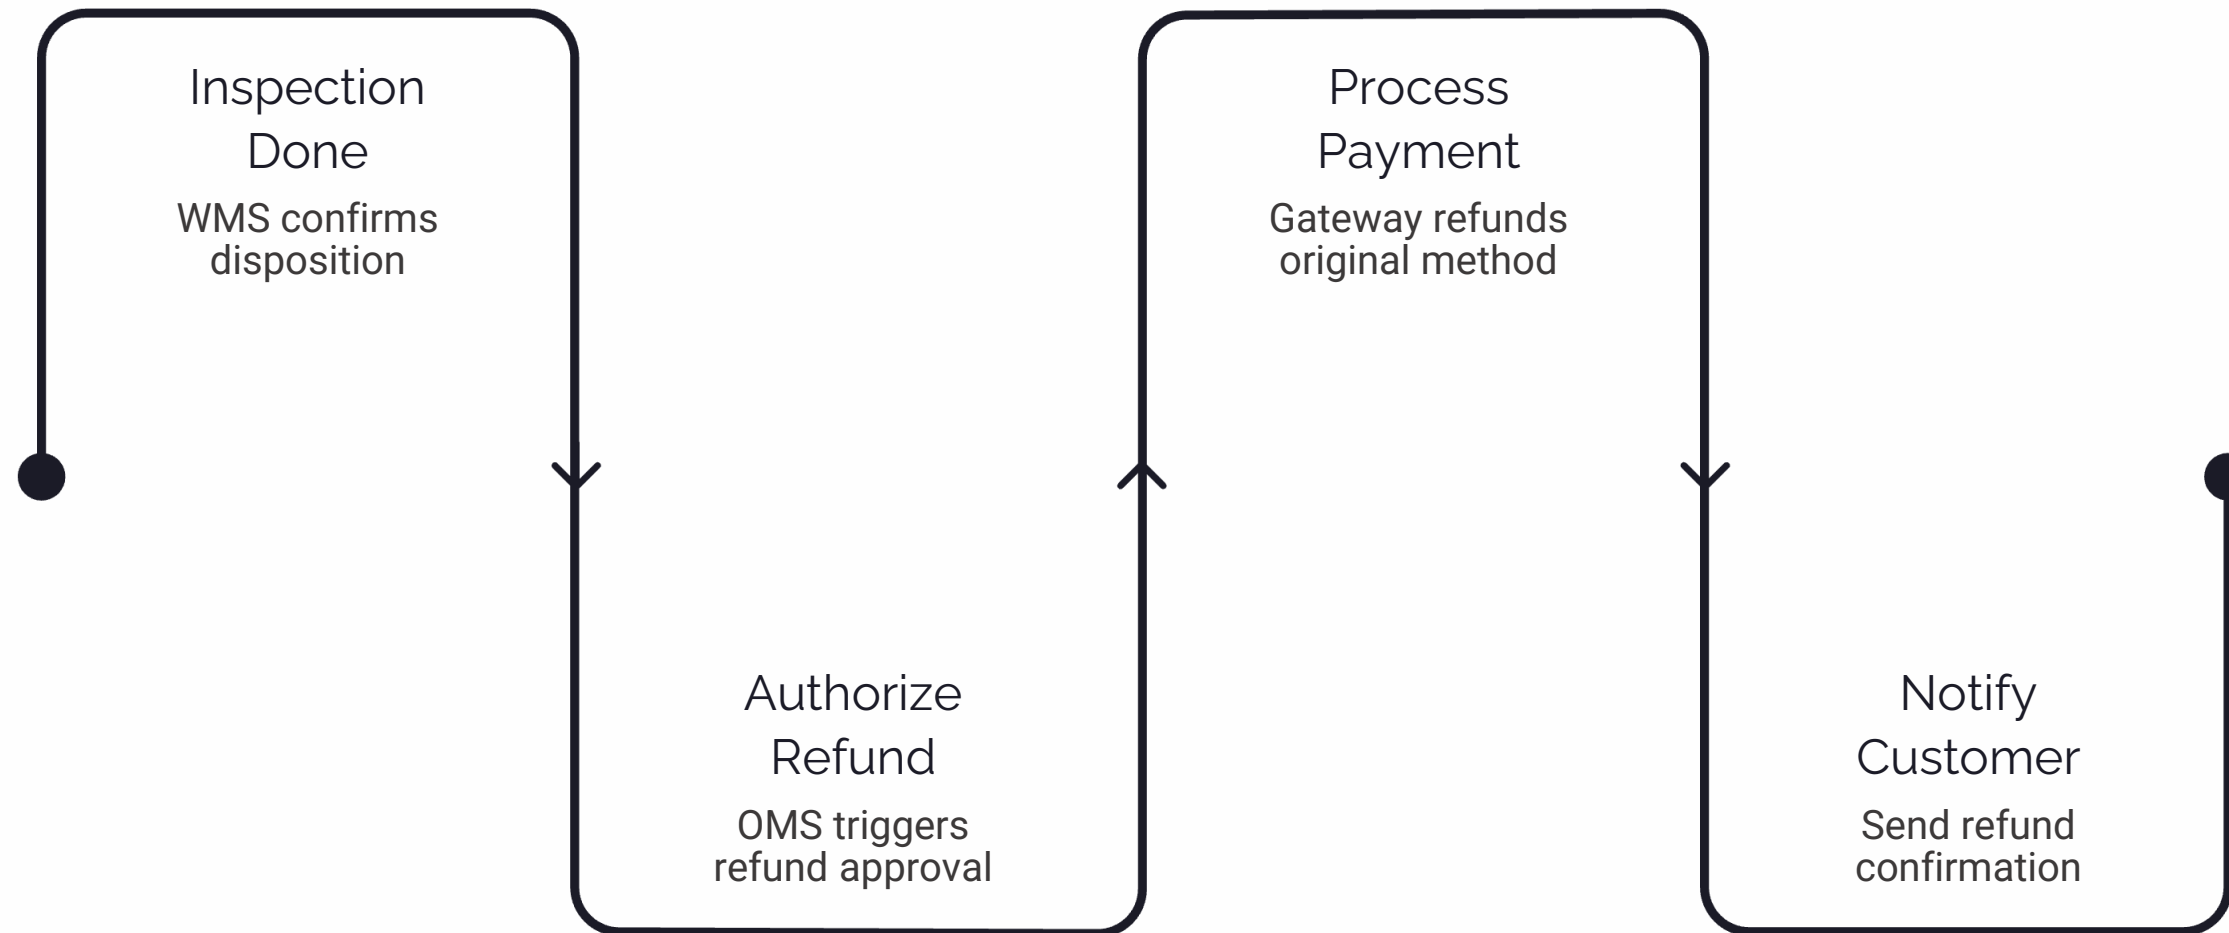 Inspection
Done
WMS confirms
disposition
Authorize
Refund
OMS triggers
refund approval
Process
Payment
Gateway refunds
original method
Notify
Customer
Send refund
confirmation